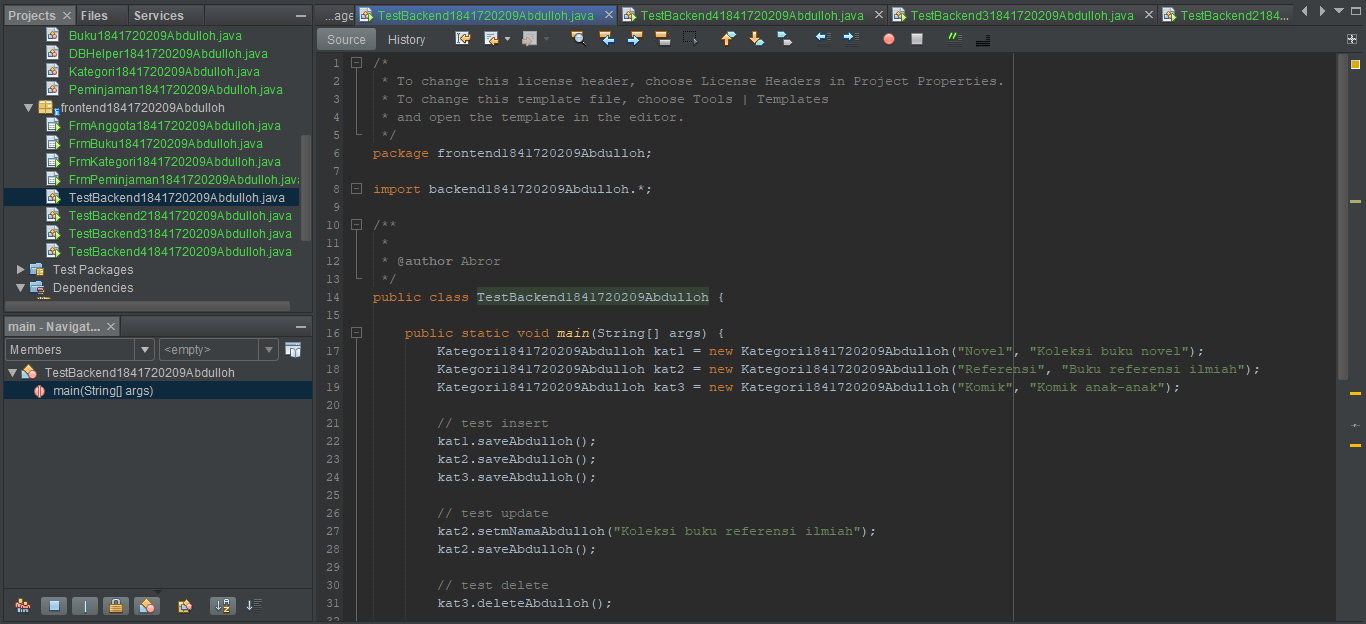 Projects
Files
Services
Buku1841720209Abdulloh.java
DBHelper1841720209Abdulloh.java
Kategori1841720209Abdulloh.java
Peminjaman1841720209Abdulloh.java
frontend1841720209Abdulloh
FrmAnggota1841720209Abdulloh.java
FrmBuku1841720209Abdulloh.java
FrmKategori1841720209Abdulloh.java
FrmPeminjaman1841720209Abdulloh.java
TestBackend1841720209Abdulloh.java
TestBackend21841720209Abdulloh.java
TestBackend31841720209Abdulloh.java
TestBackend41841720209Abdulloh.java
Test Packages
Dependencies
main - Navigat...
Members
<empty>
TestBackend1841720209Abdulloh
main(String[] args)
...age
TestBackend1841720209Abdulloh.java
TestBackend41841720209Abdulloh.java
TestBackend31841720209Abdulloh.java
TestBackend2184...
Source
History
1 /*
2 * To change this license header, choose License Headers in Project Properties.
3 * To change this template file, choose Tools | Templates
4 * and open the template in the editor.
5 */
6 package frontend1841720209Abdulloh;
7
8 import backend1841720209Abdulloh.*;
9
10 /**
11 *
12 * @author Abror
13 */
14 public class TestBackend1841720209Abdulloh {
15
16 public static void main(String[] args) {
17 Kategori1841720209Abdulloh kat1 = new Kategori1841720209Abdulloh("Novel", "Koleksi buku novel");
18 Kategori1841720209Abdulloh kat2 = new Kategori1841720209Abdulloh("Referensi", "Buku referensi ilmiah");
19 Kategori1841720209Abdulloh kat3 = new Kategori1841720209Abdulloh("Komik", "Komik anak-anak");
20
21 // test insert
22 kat1.saveAbdulloh();
23 kat2.saveAbdulloh();
24 kat3.saveAbdulloh();
25
26 // test update
27 kat2.setmNamaAbdulloh("Koleksi buku referensi ilmiah");
28 kat2.saveAbdulloh();
29
30 // test delete
31 kat3.deleteAbdulloh();
32